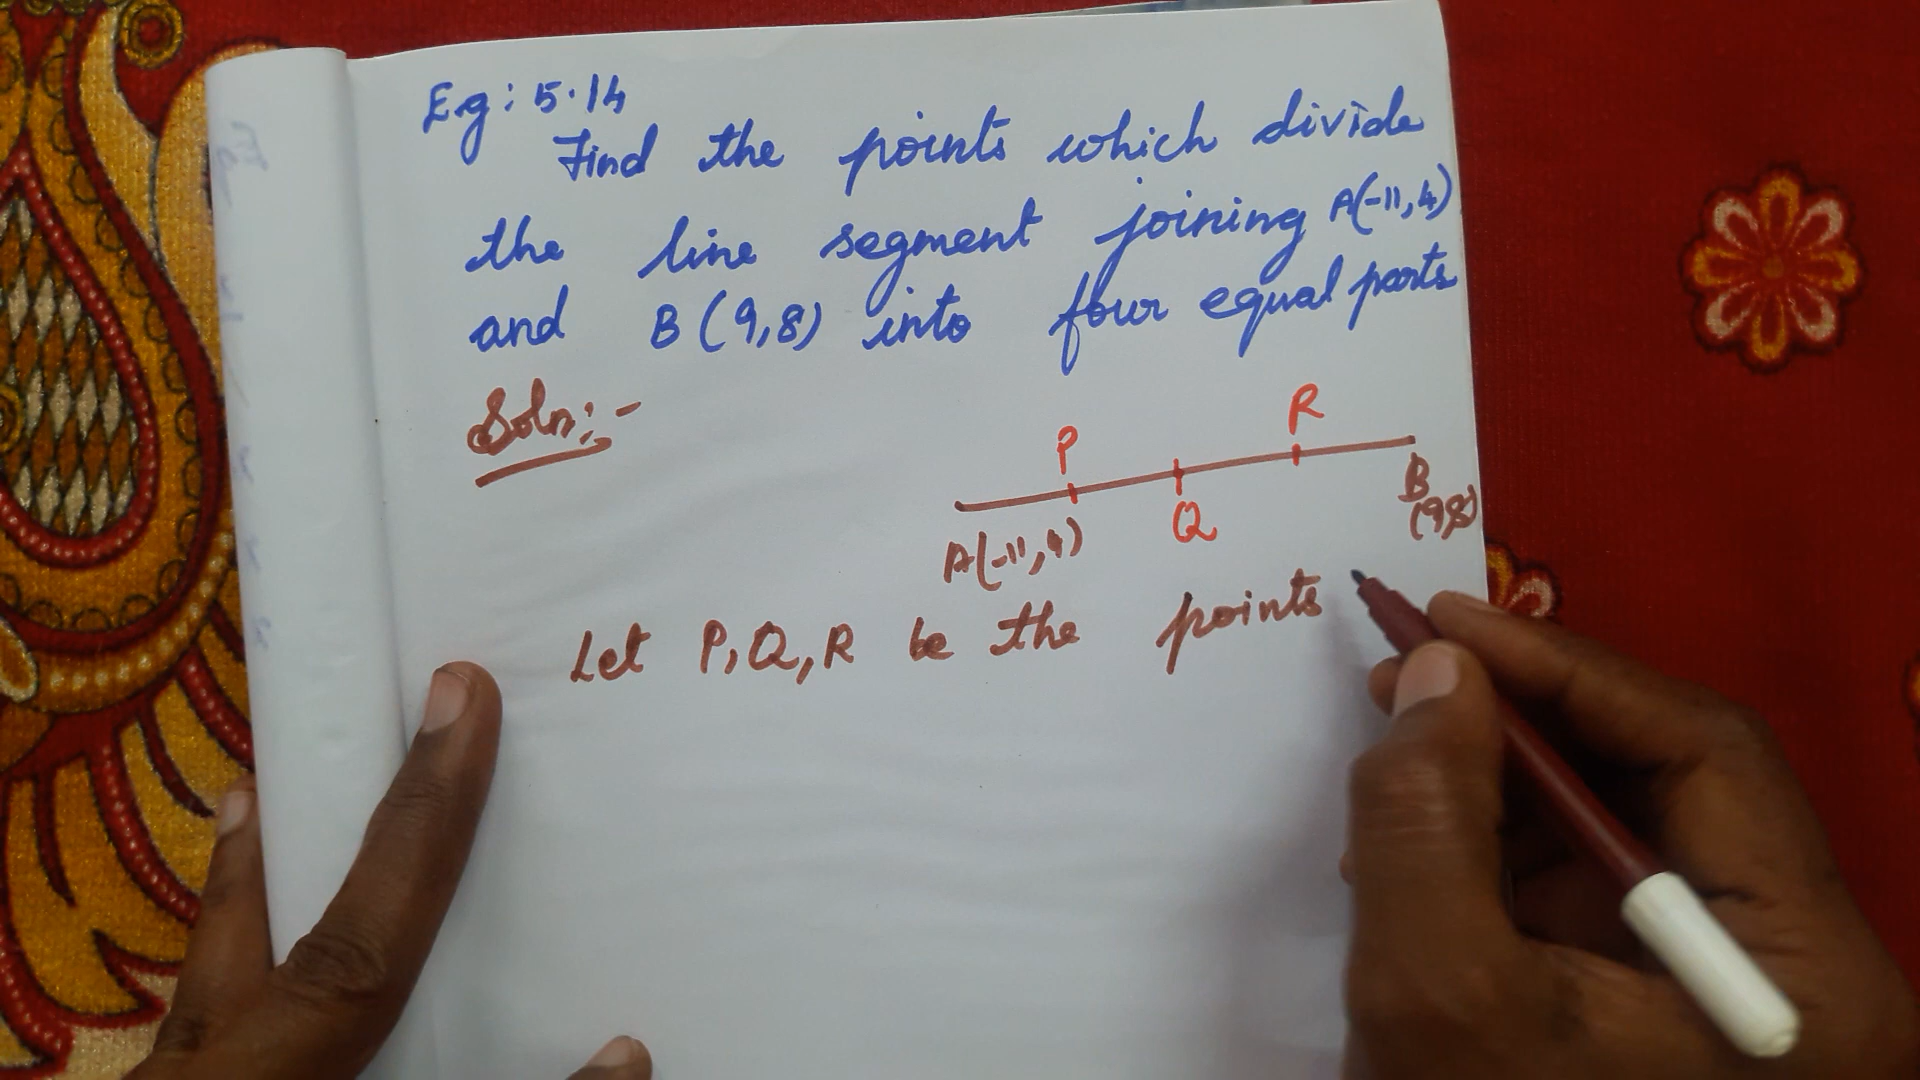 Eg: 5.14
Find the points which divide
the line segment joining A(-11,4)
and B(9,8) into four equal parts
Soln:-
P
R
Q
B
(9,8)
A(-11,4)
Let P,Q,R be the points